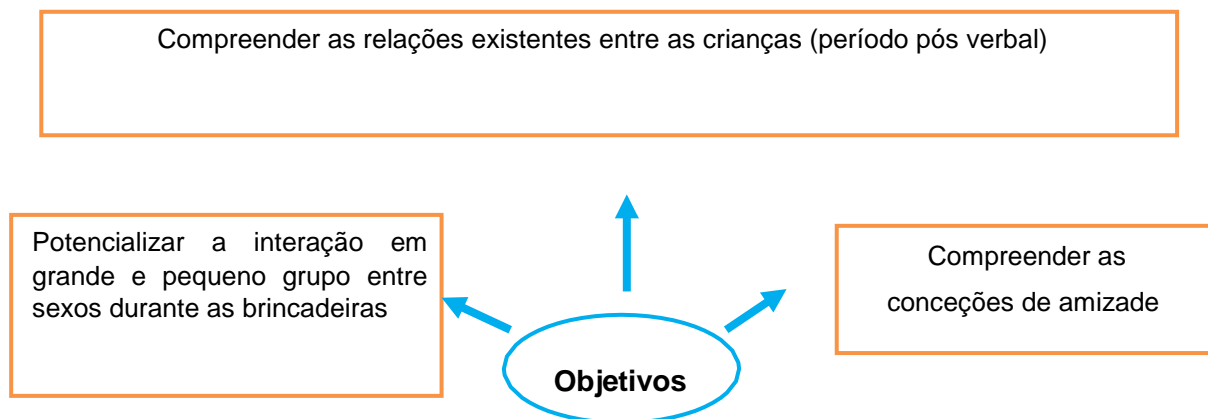 Compreender as relações existentes entre as crianças (período pós verbal)
Potencializar a interação em
grande e pequeno grupo entre
sexos durante as brincadeiras
Compreender as
conceções de amizade
Objetivos